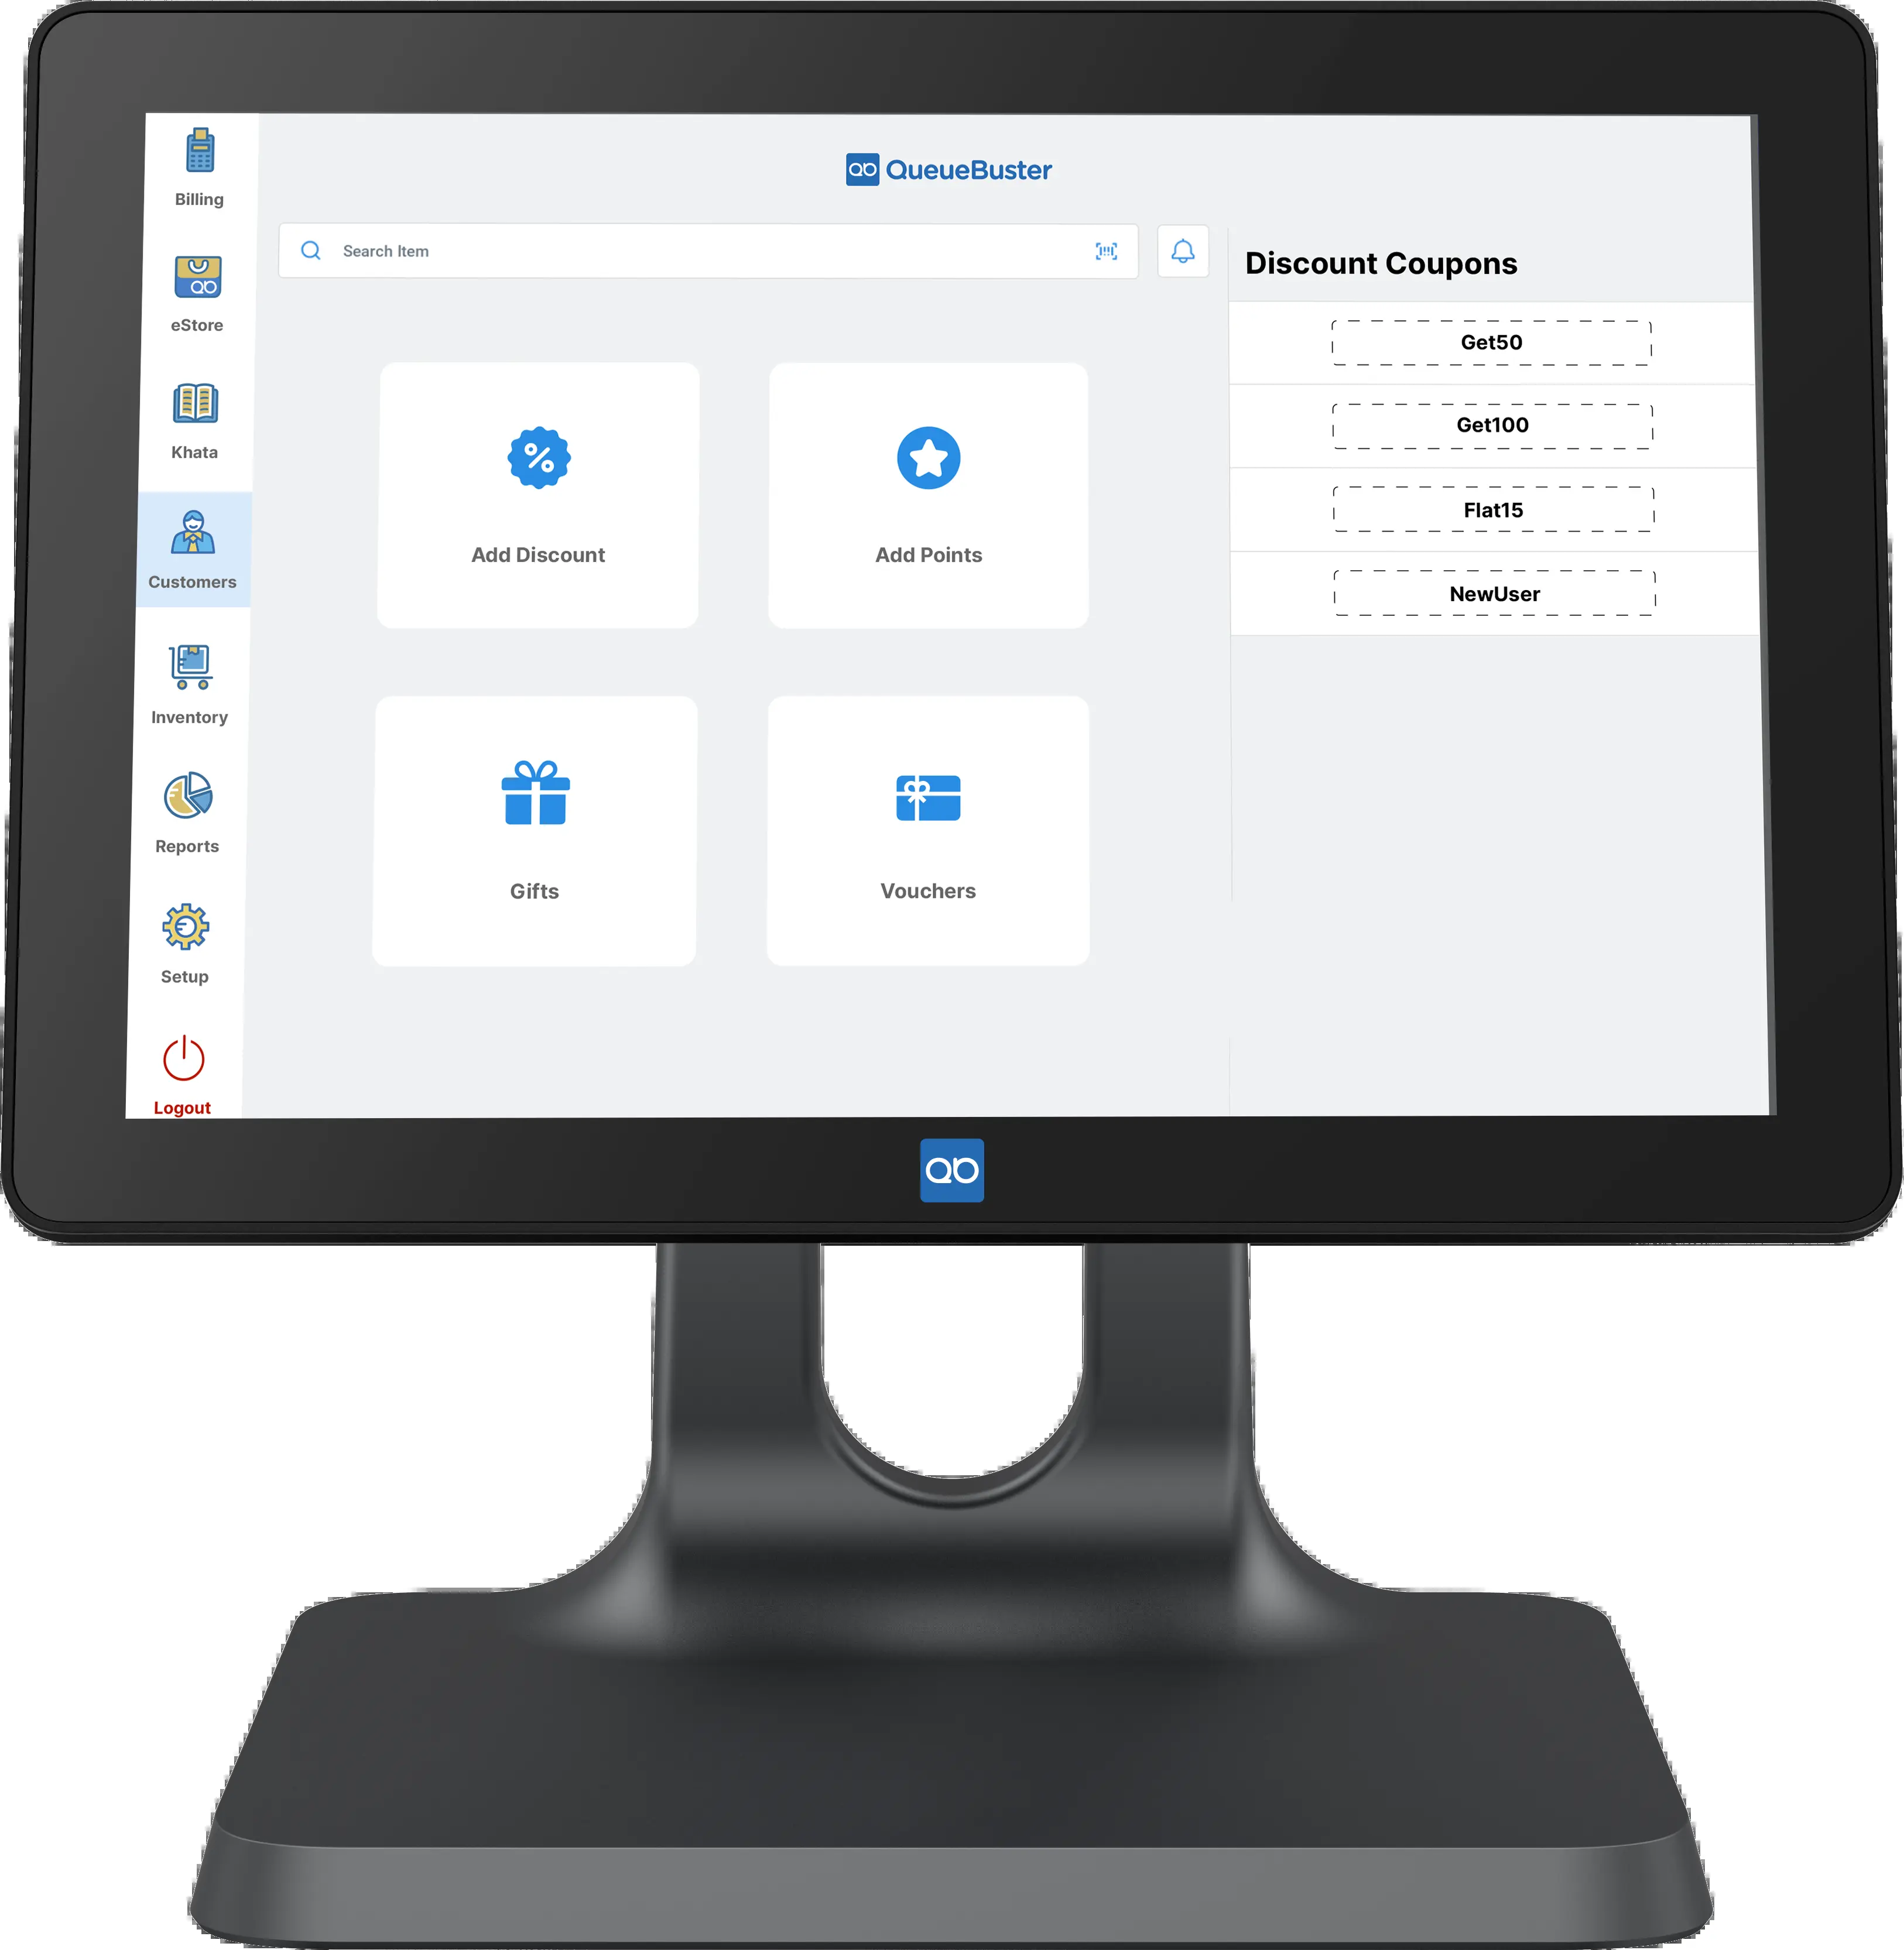 Billing
eStore
Khata
Customers
Inventory
Reports
Setup
Logout
QueueBuster
Search Item
Add Discount
Add Points
Gifts
Vouchers
Discount Coupons
Get50
Get100
Flat15
NewUser